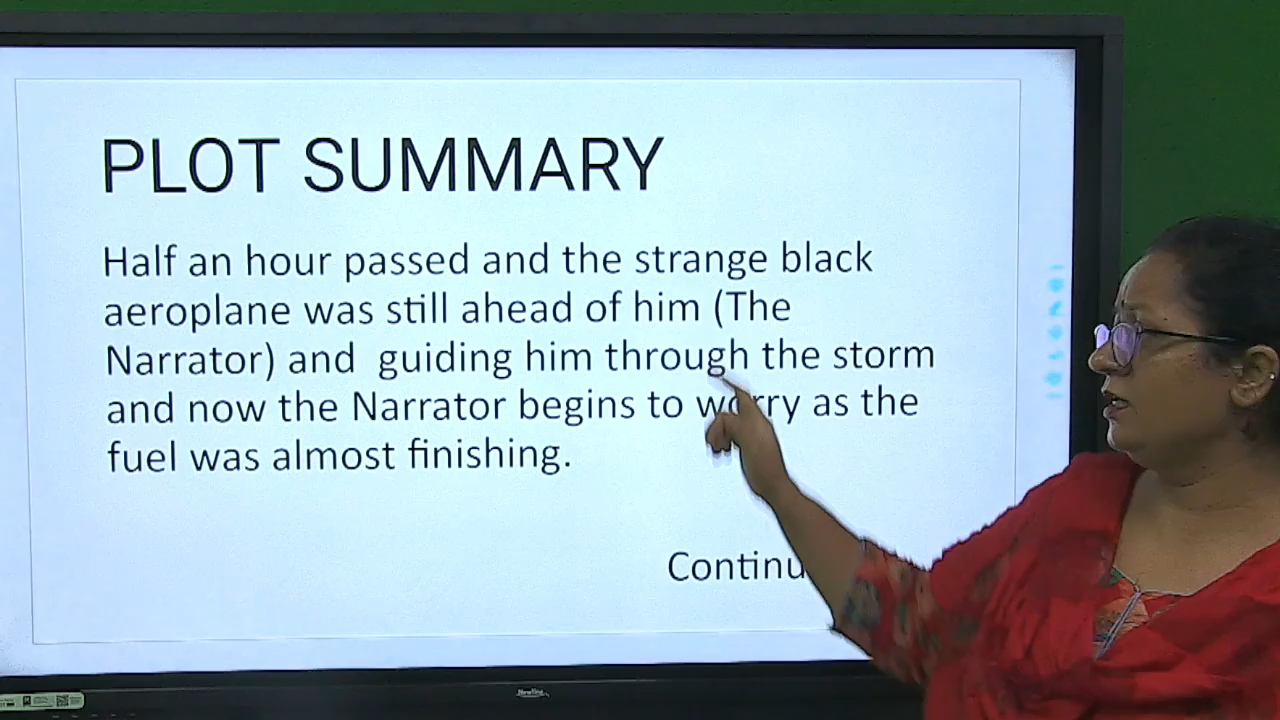 PLOT SUMMARY
Half an hour passed and the strange black
aeroplane was still ahead of him (The
Narrator) and guiding him through the storm
and now the Narrator begins to worry as the
fuel was almost finishing.
Continu
Newline